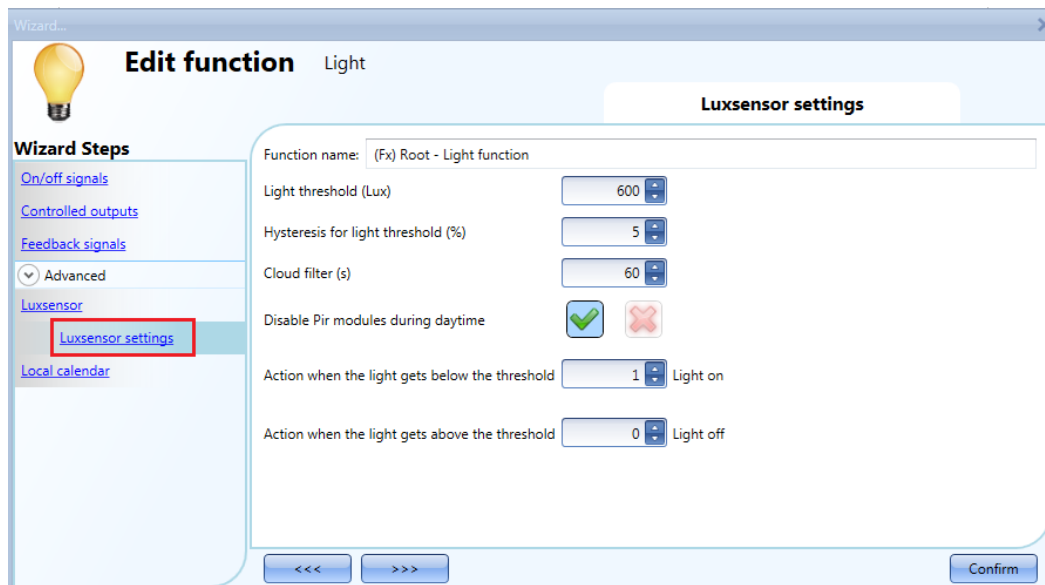 Wizard...
Edit function Light
Luxsensor settings
Wizard Steps
On/off signals
Controlled outputs
Feedback signals
Advanced
Luxsensor
Luxsensor settings
Local calendar
Function name: (Fx) Root - Light function
Light threshold (Lux) 600
Hysteresis for light threshold (%) 5
Cloud filter (s) 60
Disable Pir modules during daytime
Action when the light gets below the threshold 1 Light on
Action when the light gets above the threshold 0 Light off
<<< >>> Confirm